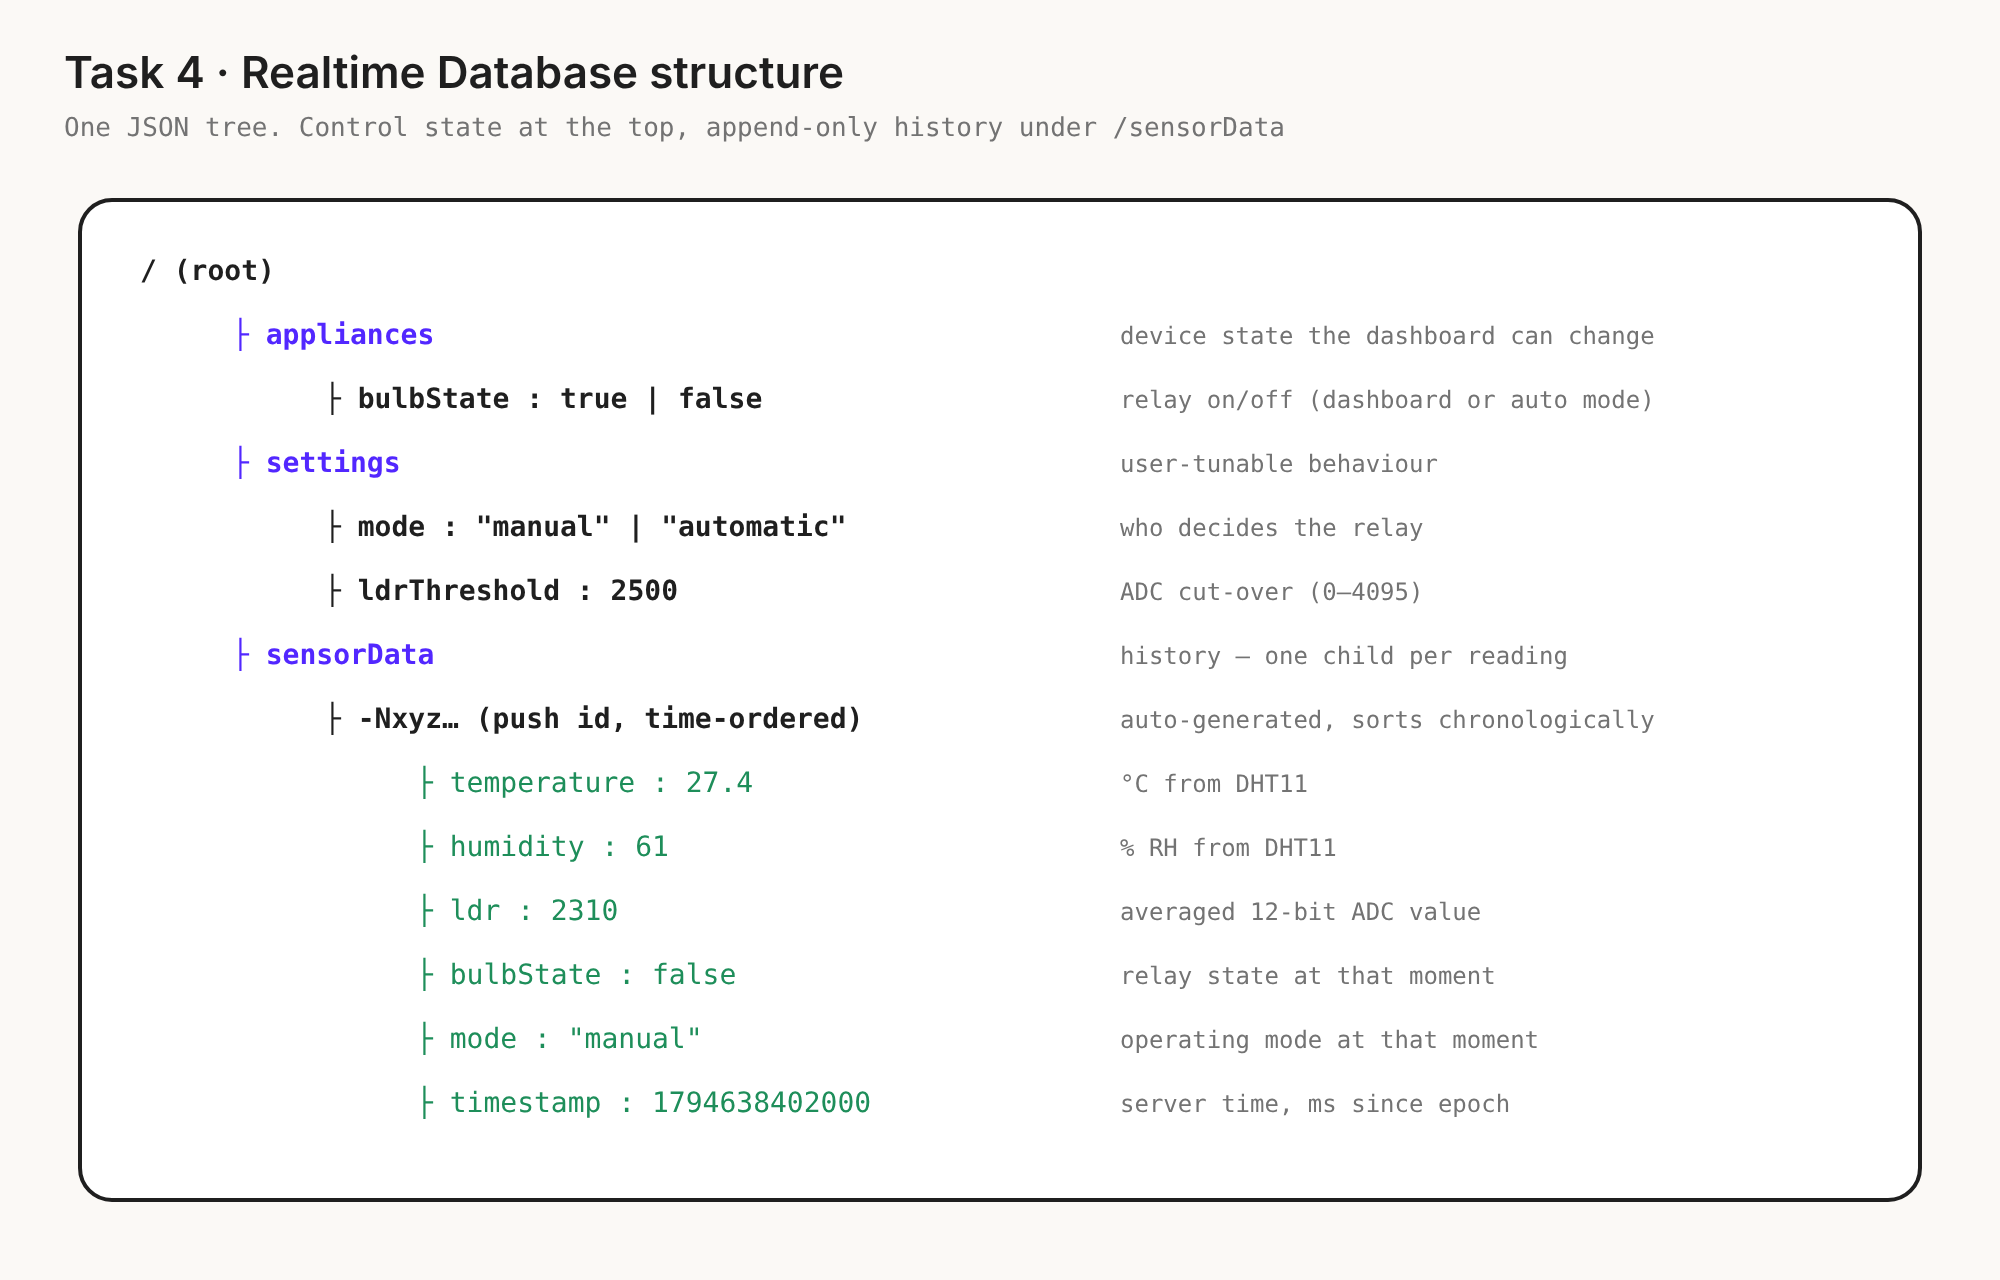 Task 4 · Realtime Database structure
One JSON tree. Control state at the top, append-only history under /sensorData
/ (root)
├ appliances device state the dashboard can change
├ bulbState : true | false relay on/off (dashboard or auto mode)
├ settings user-tunable behaviour
├ mode : "manual" | "automatic" who decides the relay
├ ldrThreshold : 2500 ADC cut-over (0–4095)
├ sensorData history — one child per reading
├ -Nxyz… (push id, time-ordered) auto-generated, sorts chronologically
├ temperature : 27.4 °C from DHT11
├ humidity : 61 % RH from DHT11
├ ldr : 2310 averaged 12-bit ADC value
├ bulbState : false relay state at that moment
├ mode : "manual" operating mode at that moment
├ timestamp : 1794638402000 server time, ms since epoch